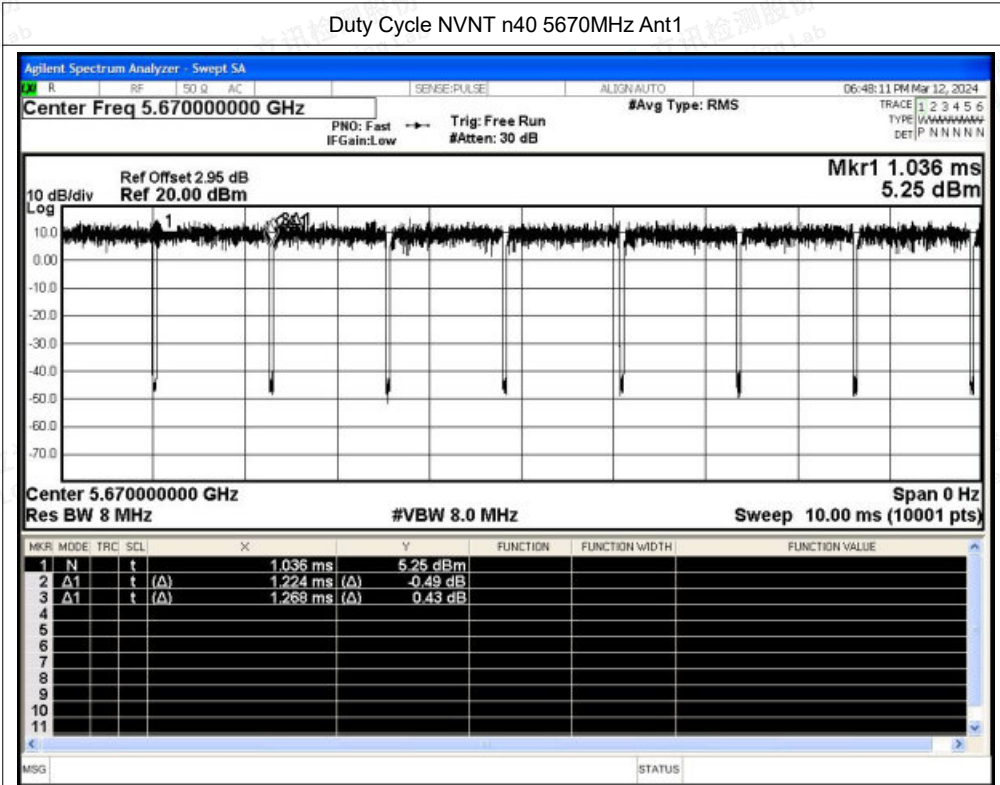 Duty Cycle NVNT n40 5670MHz Ant1
Agilent Spectrum Analyzer - Swept SA
R RF 50 Ω AC SENSE:PULSE ALIGN AUTO 06:48:11 PM Mar 12, 2024
Center Freq 5.670000000 GHz #Avg Type: RMS TRACE 1 2 3 4 5 6
PNO: Fast Trig: Free Run TYPE
IFGain:Low #Atten: 30 dB DET P N N N N N
Mkr1 1.036 ms
5.25 dBm
Ref Offset 2.95 dB
10 dB/div Ref 20.00 dBm
Log
1
10.0
0.00
-10.0
-20.0
-30.0
-40.0
-50.0
-60.0
-70.0
Center 5.670000000 GHz Span 0 Hz
Res BW 8 MHz #VBW 8.0 MHz Sweep 10.00 ms (10001 pts)
MKR MODE TRC SCL X Y FUNCTION FUNCTION WIDTH FUNCTION VALUE
1 N t 1.036 ms 5.25 dBm
2 Δ1 t (Δ) 1.224 ms (Δ) -0.49 dB
3 Δ1 t (Δ) 1.268 ms (Δ) 0.43 dB
4
5
6
7
8
9
10
11
MSG STATUS